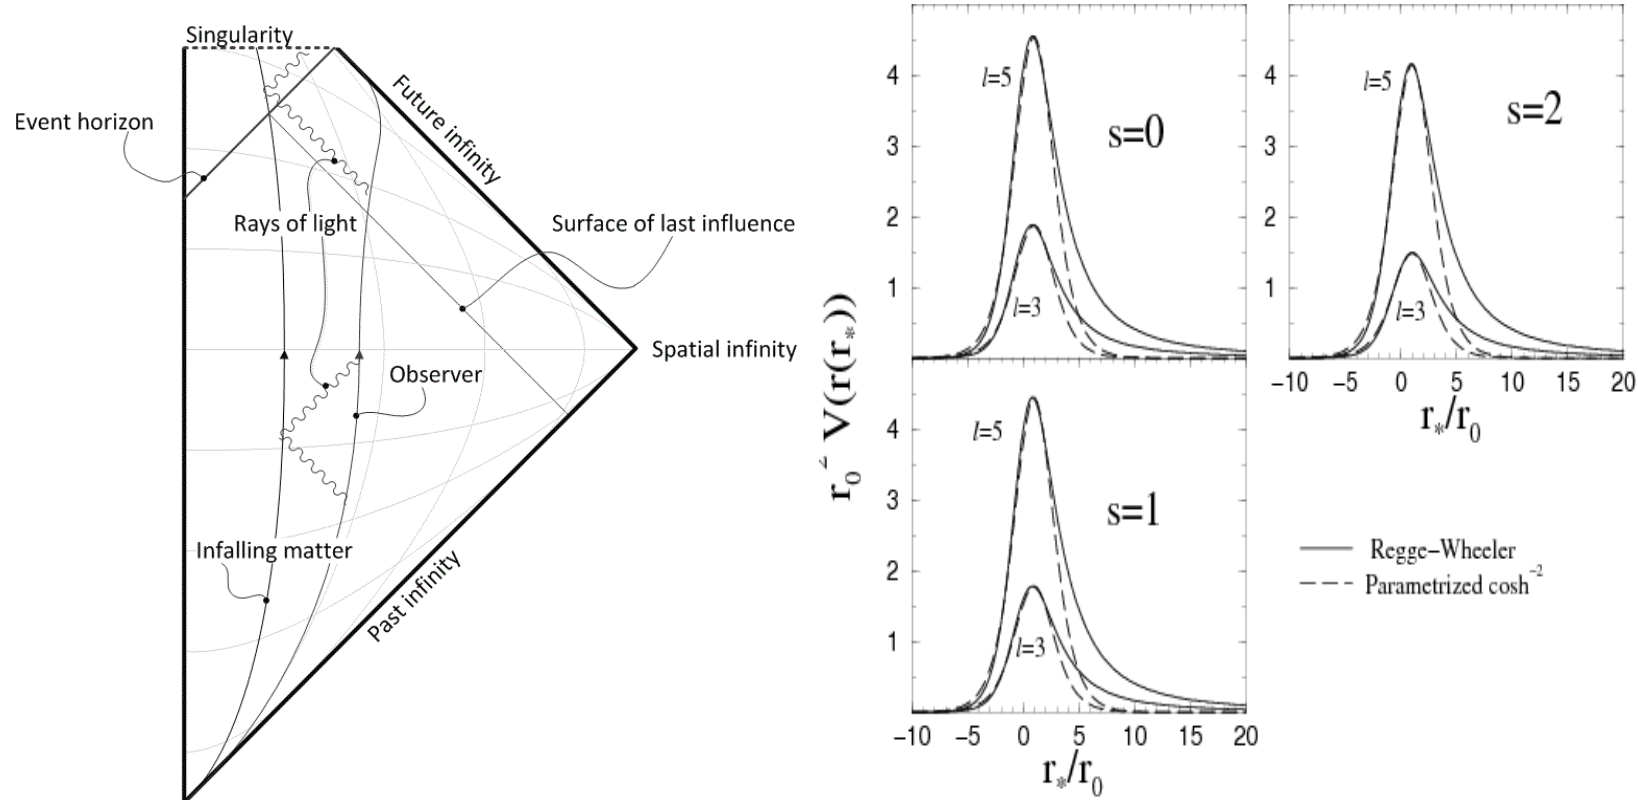 Singularity
Event horizon
Future infinity
Rays of light
Surface of last influence
Spatial infinity
Observer
Infalling matter
Past infinity
r₀² V(r(r*))
4
3
2
1
l=5
l=3
s=0
4
3
2
1
l=5
l=3
s=2
-10 -5 0 5 10 15 20
r*/r₀
4
3
2
1
l=5
l=3
s=1
-10 -5 0 5 10 15 20
r*/r₀
Regge-Wheeler
Parametrized cosh⁻²